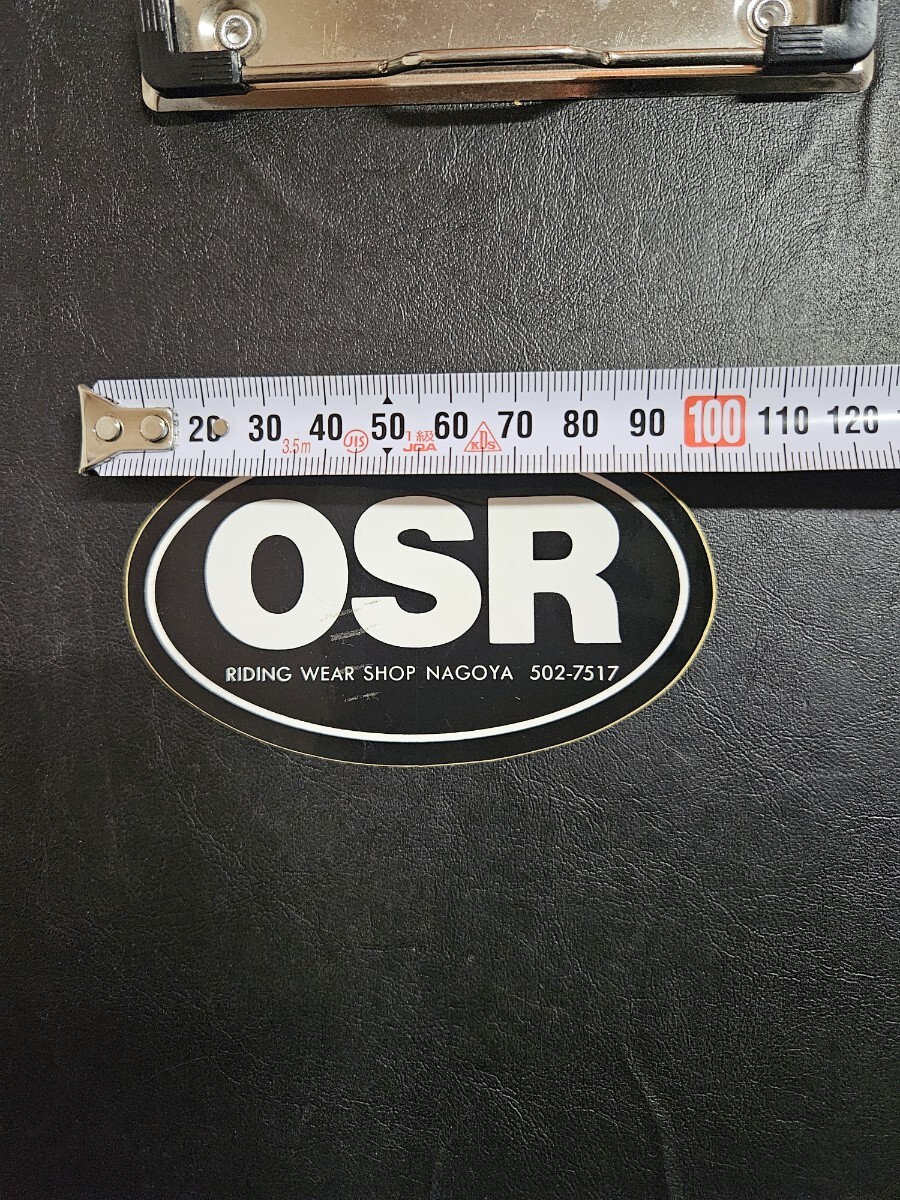 20 30 40 50 60 70 80 90 100 110 120
3.5m JIS 1級 JQA KDS
OSR
RIDING WEAR SHOP NAGOYA 502-7517